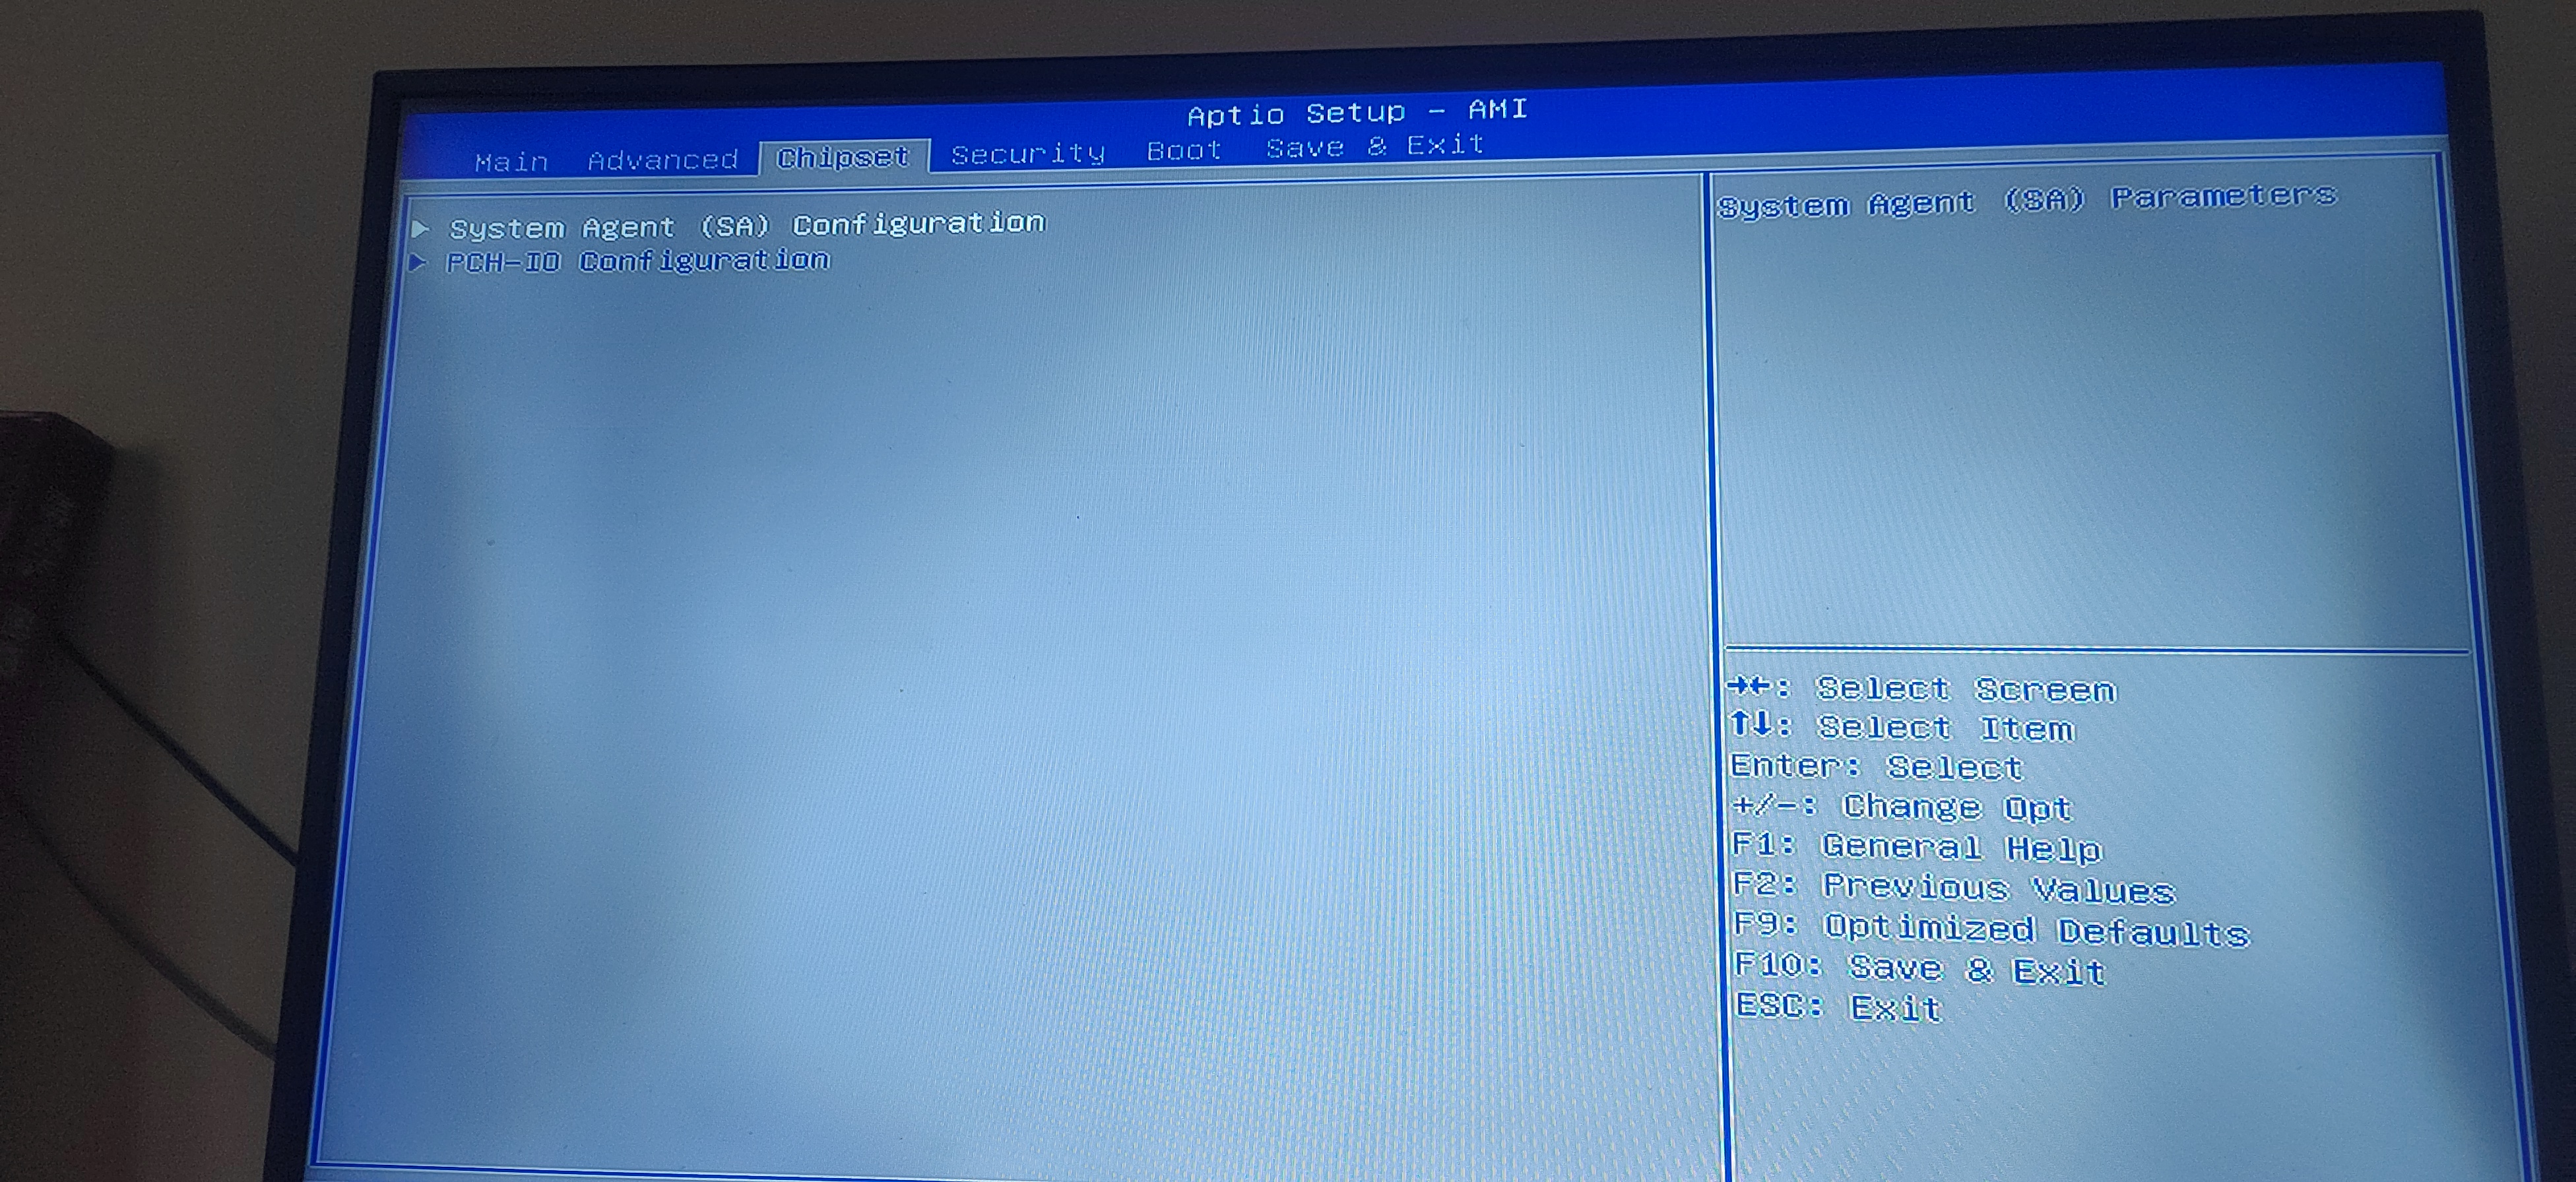 Aptio Setup - AMI
Main Advanced Chipset Security Boot Save & Exit
► System Agent (SA) Configuration
► PCH-IO Configuration
System Agent (SA) Parameters
→←: Select Screen
↑↓: Select Item
Enter: Select
+/-: Change Opt
F1: General Help
F2: Previous Values
F9: Optimized Defaults
F10: Save & Exit
ESC: Exit